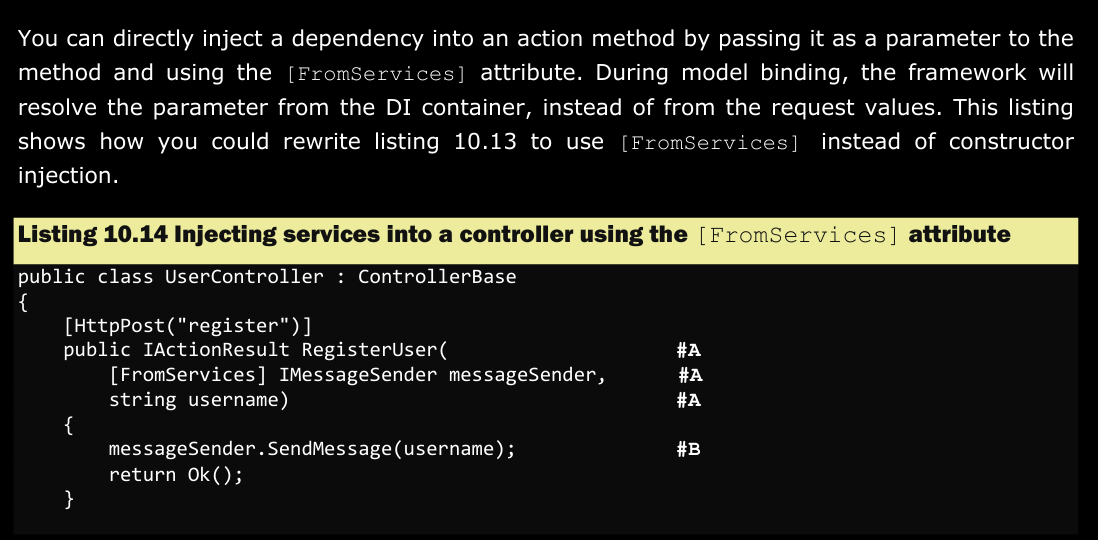 You can directly inject a dependency into an action method by passing it as a parameter to the
method and using the [FromServices] attribute. During model binding, the framework will
resolve the parameter from the DI container, instead of from the request values. This listing
shows how you could rewrite listing 10.13 to use [FromServices] instead of constructor
injection.
Listing 10.14 Injecting services into a controller using the [FromServices] attribute
public class UserController : ControllerBase
{
    [HttpPost("register")]
    public IActionResult RegisterUser(                    #A
        [FromServices] IMessageSender messageSender,      #A
        string username)                                  #A
    {
        messageSender.SendMessage(username);              #B
        return Ok();
    }